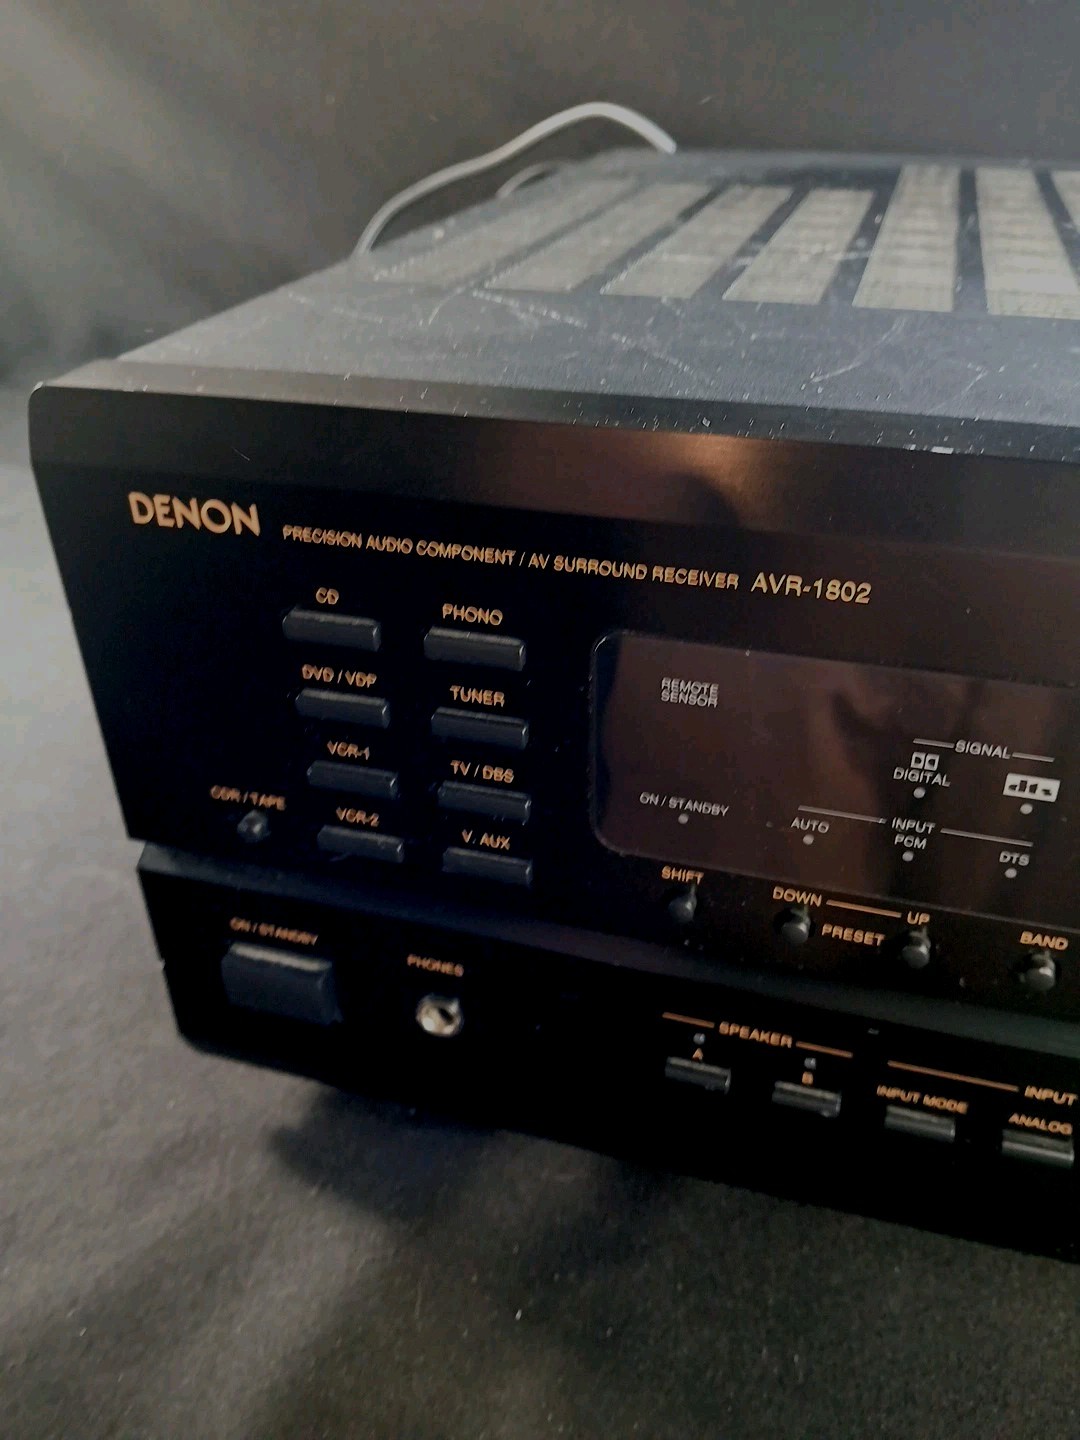 DENON
PRECISION AUDIO COMPONENT / AV SURROUND RECEIVER AVR-1802
CD
PHONO
DVD / VDP
TUNER
VCR-1
TV / DBS
CDR / TAPE
VCR-2
V. AUX
REMOTE
SENSOR
SIGNAL
DIGITAL
dts
ON / STANDBY
AUTO
INPUT
PCM
DTS
SHIFT
DOWN
UP
PRESET
BAND
ON / STANDBY
PHONES
SPEAKER
A
B
INPUT
INPUT MODE
ANALOG